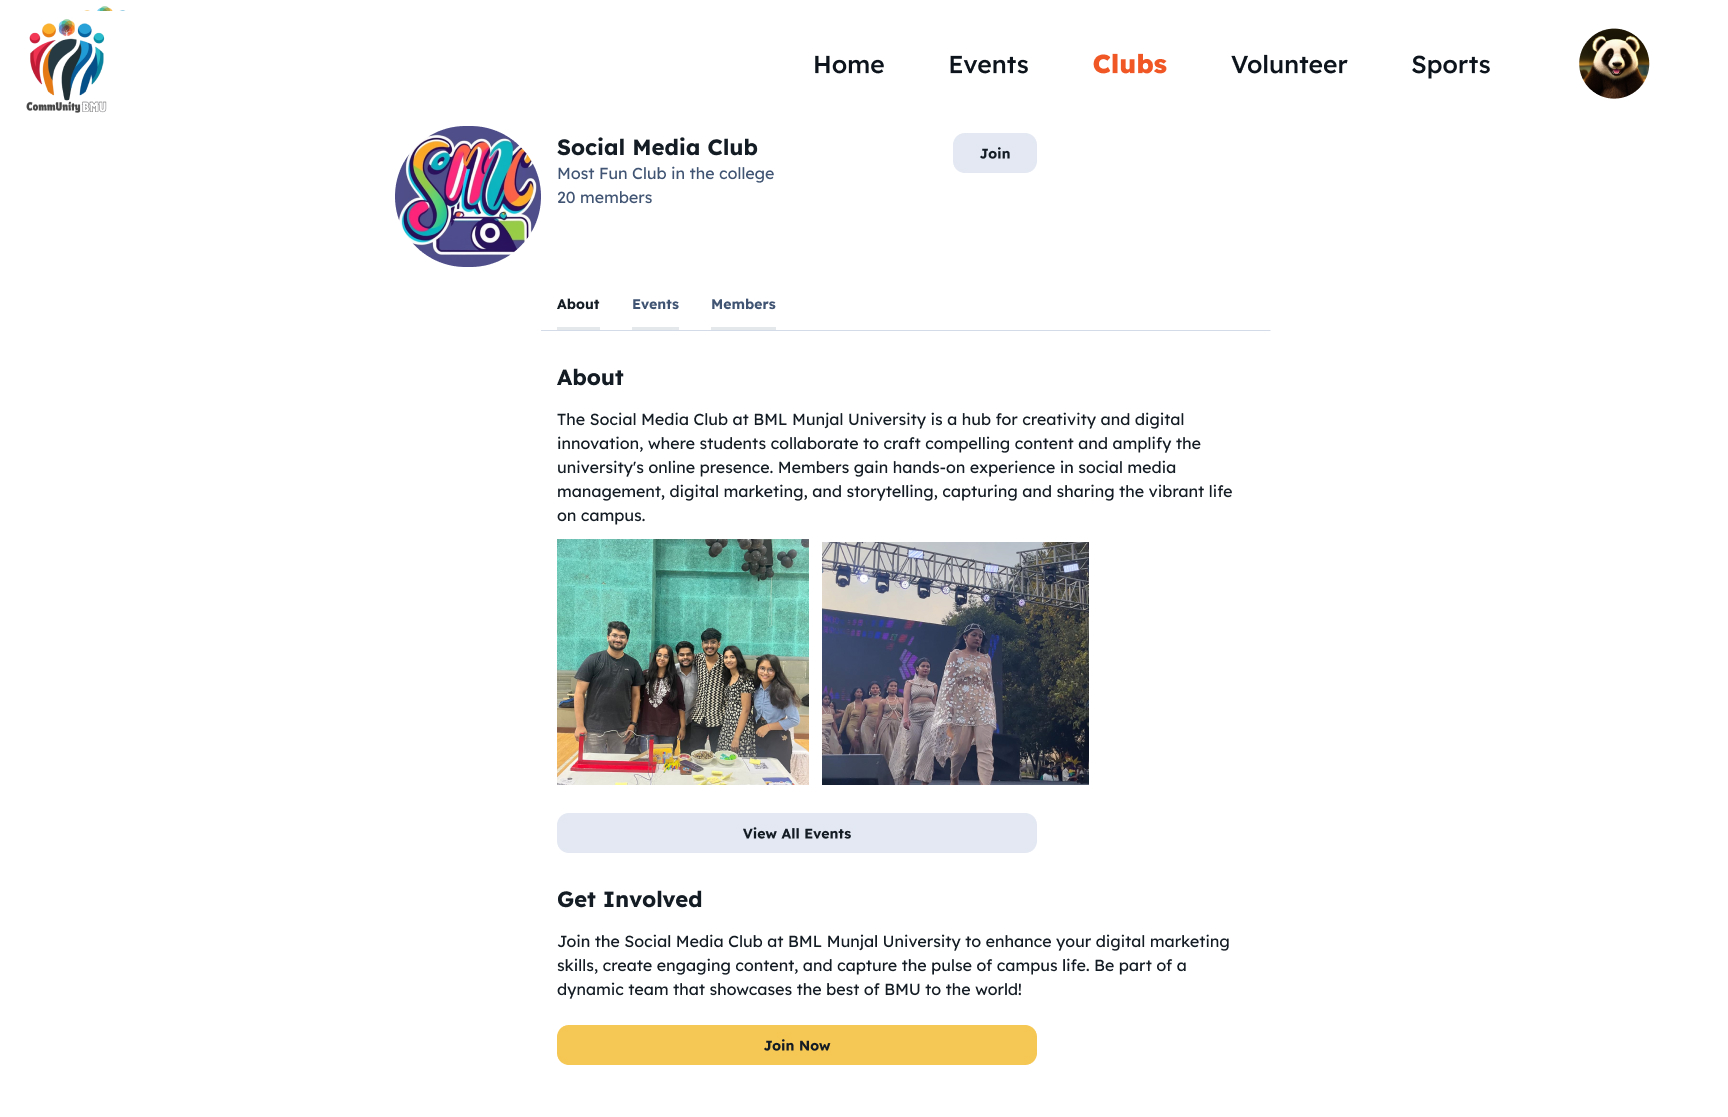 CommUnity BMU
Home Events Clubs Volunteer Sports
SMC
Social Media Club
Join
Most Fun Club in the college
20 members
About Events Members
About
The Social Media Club at BML Munjal University is a hub for creativity and digital
innovation, where students collaborate to craft compelling content and amplify the
university's online presence. Members gain hands-on experience in social media
management, digital marketing, and storytelling, capturing and sharing the vibrant life
on campus.
View All Events
Get Involved
Join the Social Media Club at BML Munjal University to enhance your digital marketing
skills, create engaging content, and capture the pulse of campus life. Be part of a
dynamic team that showcases the best of BMU to the world!
Join Now